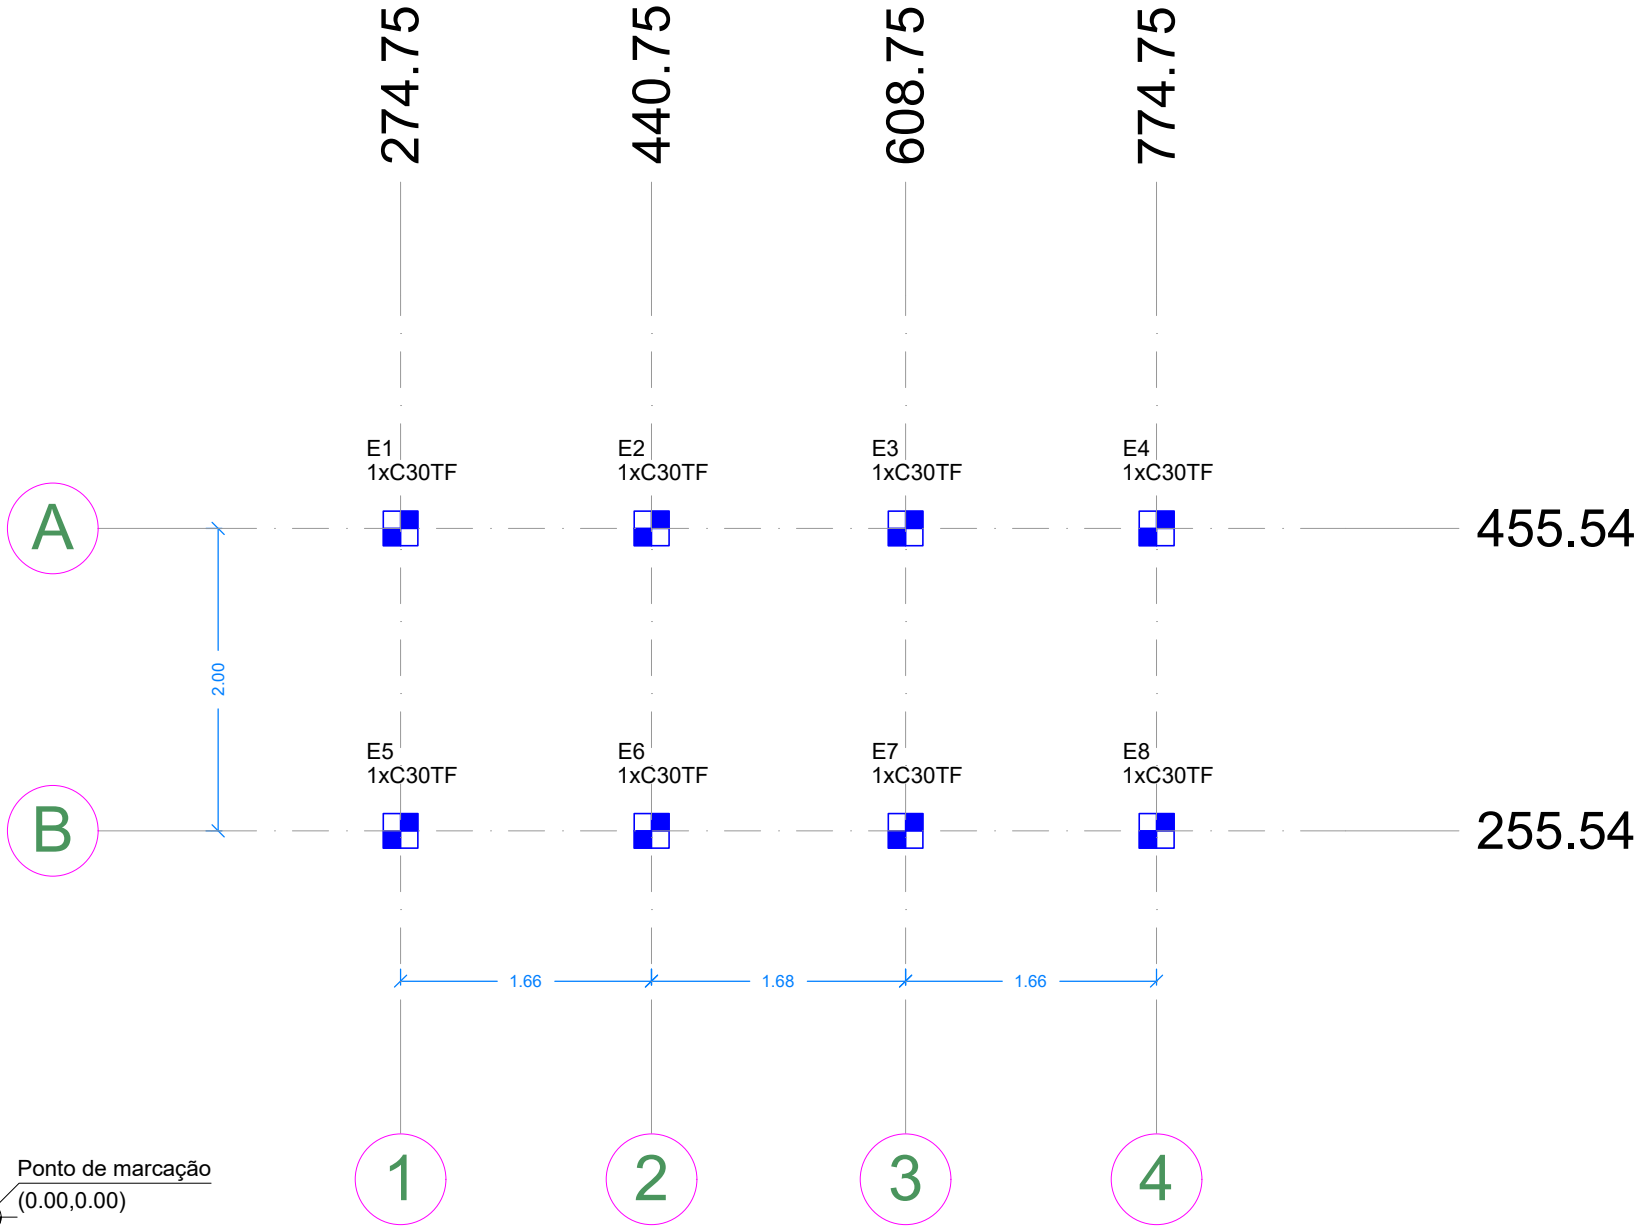 274.75
440.75
608.75
774.75
E1
1xC30TF
E2
1xC30TF
E3
1xC30TF
E4
1xC30TF
A
455.54
2.00
E5
1xC30TF
E6
1xC30TF
E7
1xC30TF
E8
1xC30TF
B
255.54
1.66
1.68
1.66
Ponto de marcação
(0.00,0.00)
1
2
3
4